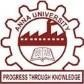 ANNA UNIVERSITY
PROGRESS THROUGH KNOWLEDGE